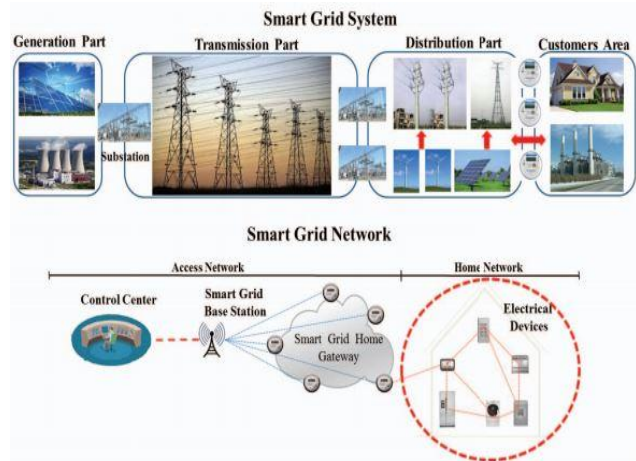 Smart Grid System
Generation Part
Transmission Part
Distribution Part
Customers Area
Substation
Smart Grid Network
Access Network
Home Network
Control Center
Smart Grid
Base Station
Smart Grid Home
Gateway
Electrical
Devices